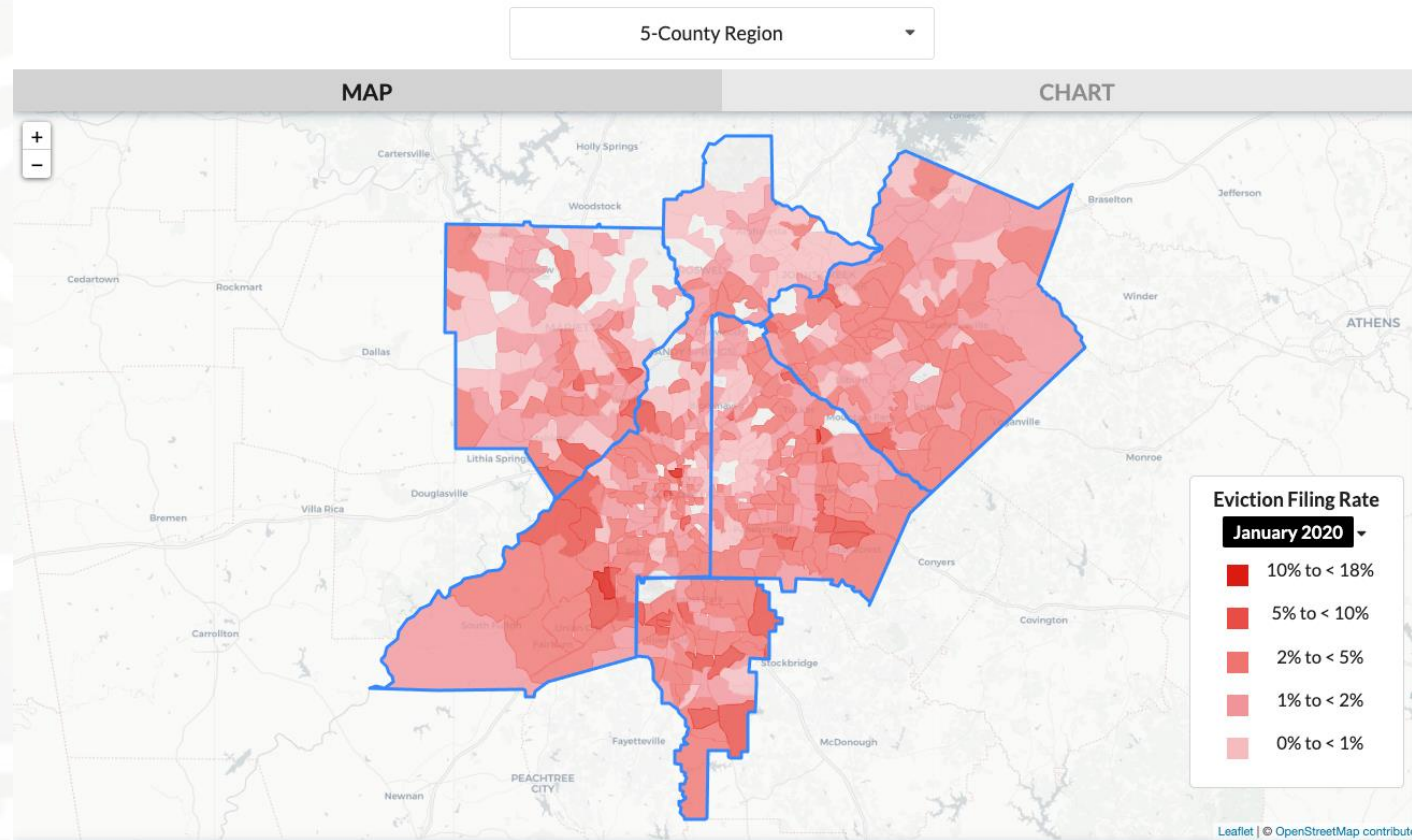 5-County Region
MAP
CHART
+
−
Holly Springs
Cartersville
Jefferson
Braselton
Woodstock
Cedartown
Rockmart
Winder
ATHENS
Dallas
Monroe
Lithia Springs
Douglasville
Villa Rica
Bremen
Conyers
Covington
Carrollton
Stockbridge
Fayetteville
McDonough
PEACHTREE
CITY
Newnan
Eviction Filing Rate
January 2020
10% to < 18%
5% to < 10%
2% to < 5%
1% to < 2%
0% to < 1%
Leaflet | © OpenStreetMap contribute